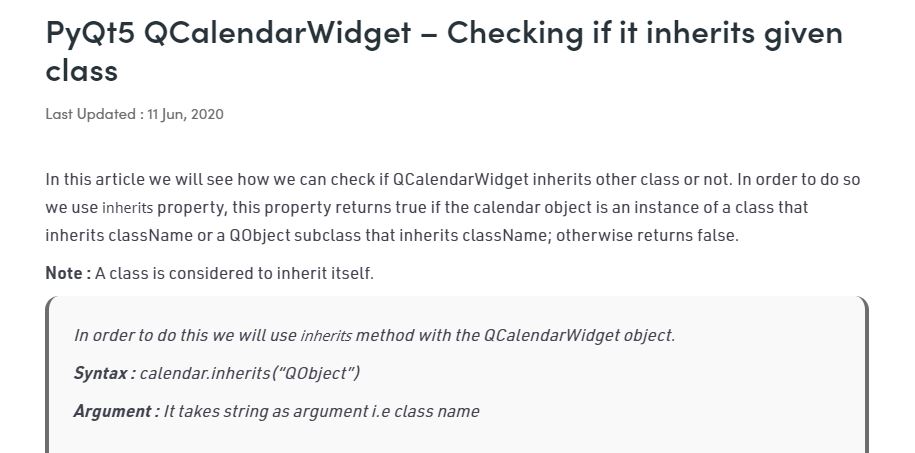 PyQt5 QCalendarWidget – Checking if it inherits given
class
Last Updated : 11 Jun, 2020
In this article we will see how we can check if QCalendarWidget inherits other class or not. In order to do so
we use inherits property, this property returns true if the calendar object is an instance of a class that
inherits className or a QObject subclass that inherits className; otherwise returns false.
Note : A class is considered to inherit itself.
In order to do this we will use inherits method with the QCalendarWidget object.
Syntax : calendar.inherits(“QObject”)
Argument : It takes string as argument i.e class name